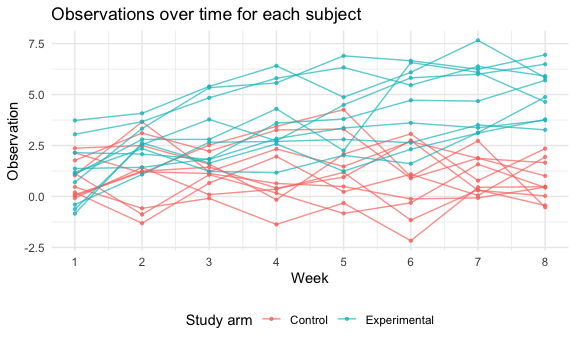 Observations over time for each subject
7.5
5.0
2.5
0.0
-2.5
Observation
1 2 3 4 5 6 7 8
Week
Study arm Control Experimental